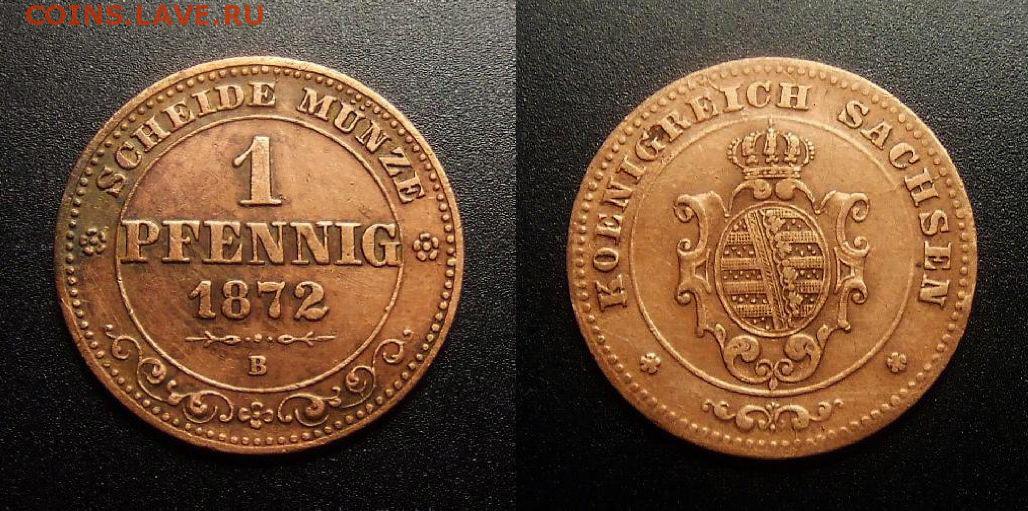 COINS.LAVE.RU
SCHEIDE MÜNZE
1
PFENNIG
1872
B
KOENIGREICH SACHSEN